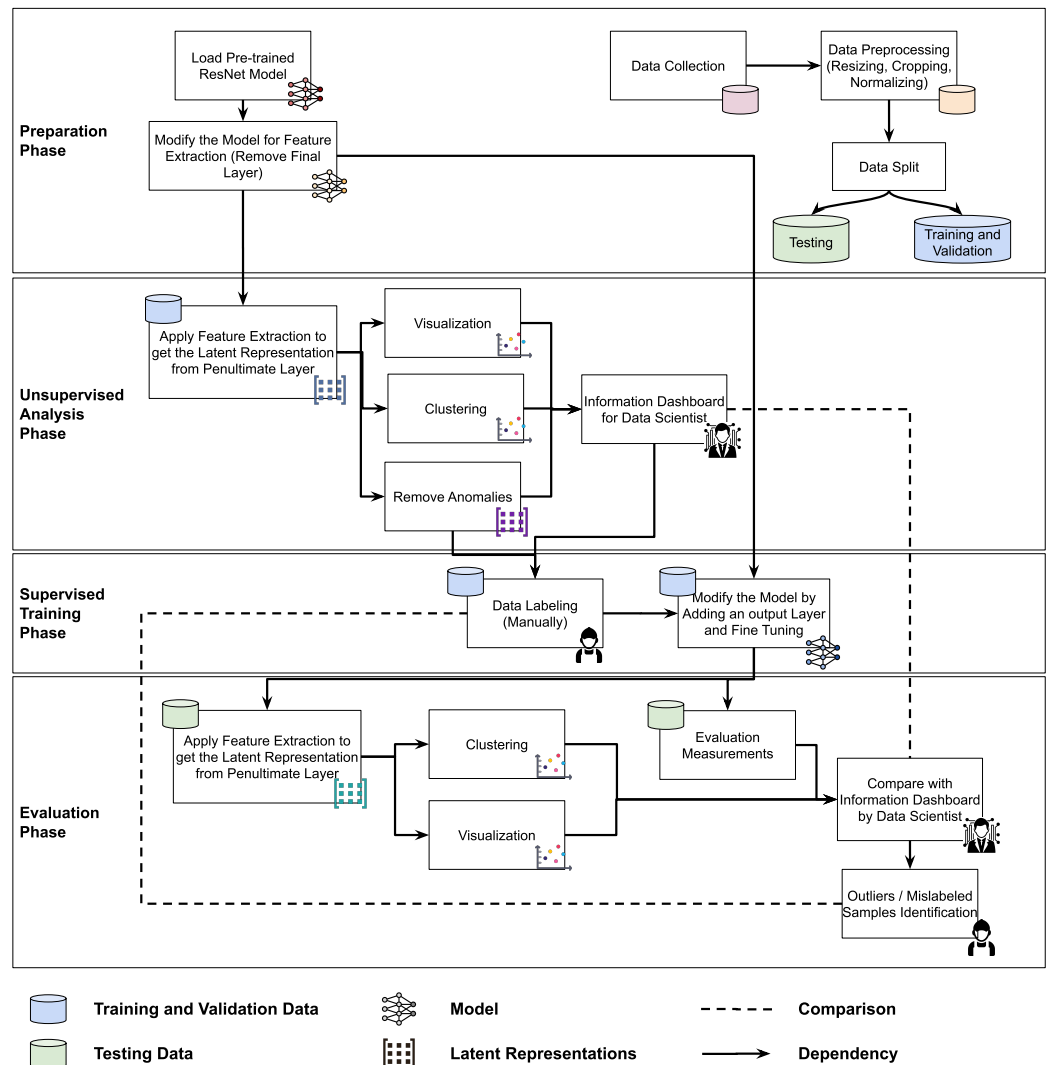 Load Pre-trained
ResNet Model
Data Collection
Data Preprocessing
(Resizing, Cropping,
Normalizing)
Preparation
Phase
Modify the Model for Feature
Extraction (Remove Final
Layer)
Data Split
Testing
Training and
Validation
Unsupervised
Analysis
Phase
Apply Feature Extraction to
get the Latent Representation
from Penultimate Layer
Visualization
Clustering
Remove Anomalies
Information Dashboard
for Data Scientist
Supervised
Training
Phase
Data Labeling
(Manually)
Modify the Model by
Adding an output Layer
and Fine Tuning
Evaluation
Phase
Apply Feature Extraction to
get the Latent Representation
from Penultimate Layer
Clustering
Visualization
Evaluation
Measurements
Compare with
Information Dashboard
by Data Scientist
Outliers / Mislabeled
Samples Identification
Training and Validation Data
Model
Comparison
Testing Data
Latent Representations
Dependency